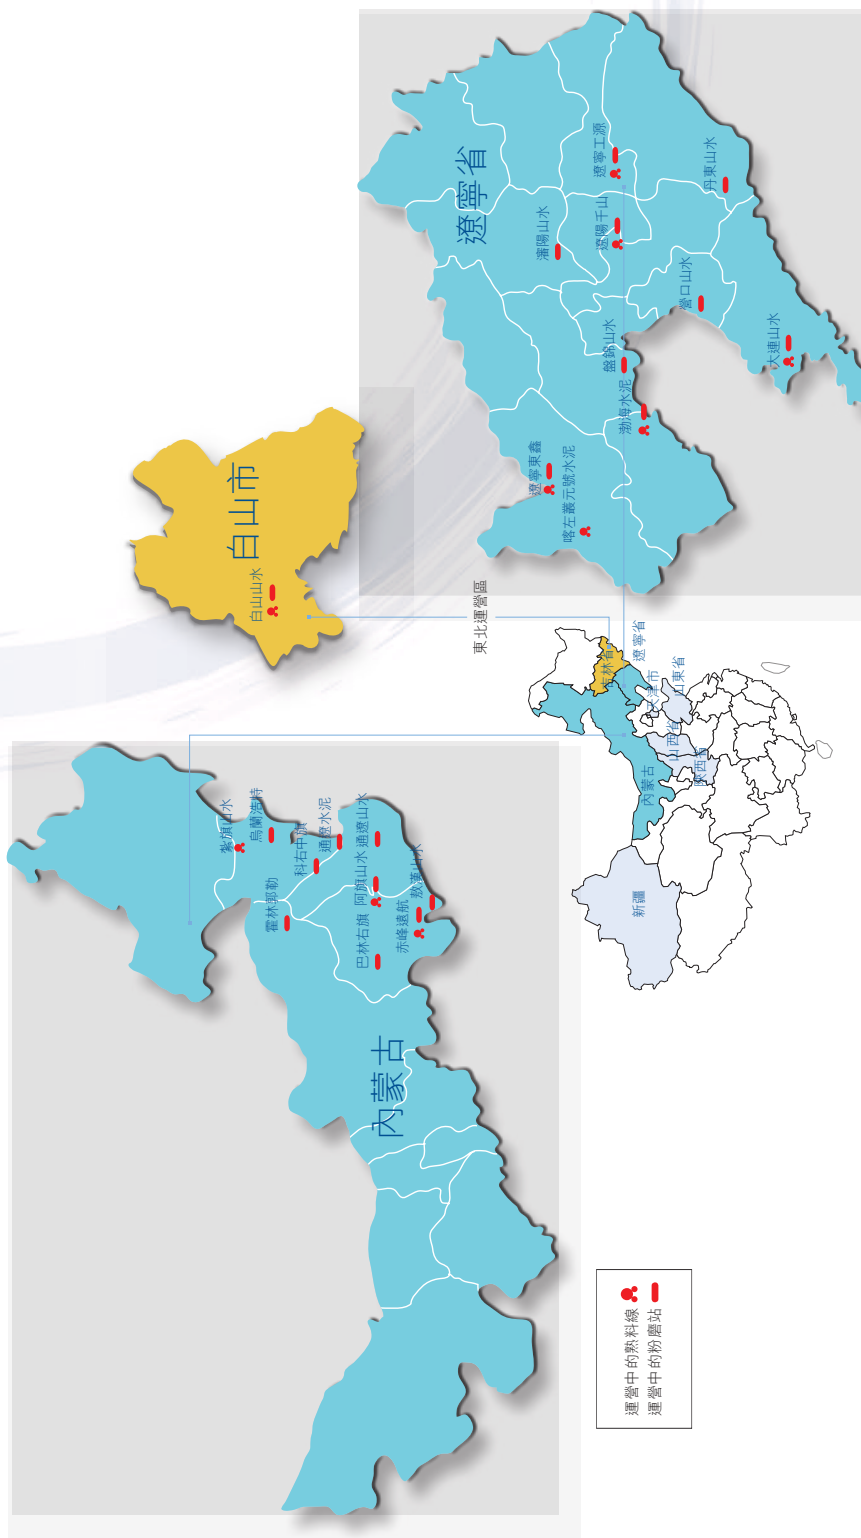 東北運營區
內蒙古
紮旗山水
烏蘭浩特
霍林郭勒
科右中旗
通遼水泥
通遼山水
阿旗山水
巴林右旗
敖漢山水
赤峰遠航
白山市
白山山水
遼寧省
遼寧工源
遼陽千山
瀋陽山水
丹東山水
營口山水
大連山水
盤錦山水
渤海水泥
遼寧東鑫
喀左叢元號水泥
吉林省
遼寧省
天津市
山東省
山西省
陝西省
內蒙古
新疆
運營中的熟料線
運營中的粉磨站